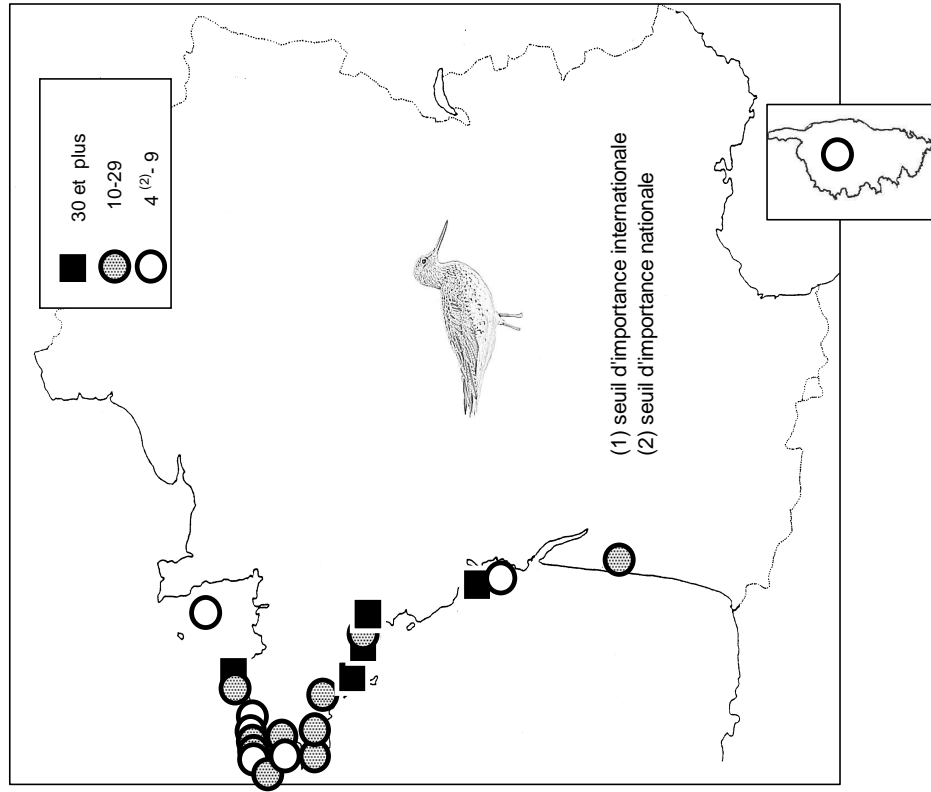 30 et plus
10-29
4 (2)- 9
(1) seuil d'importance internationale
(2) seuil d'importance nationale